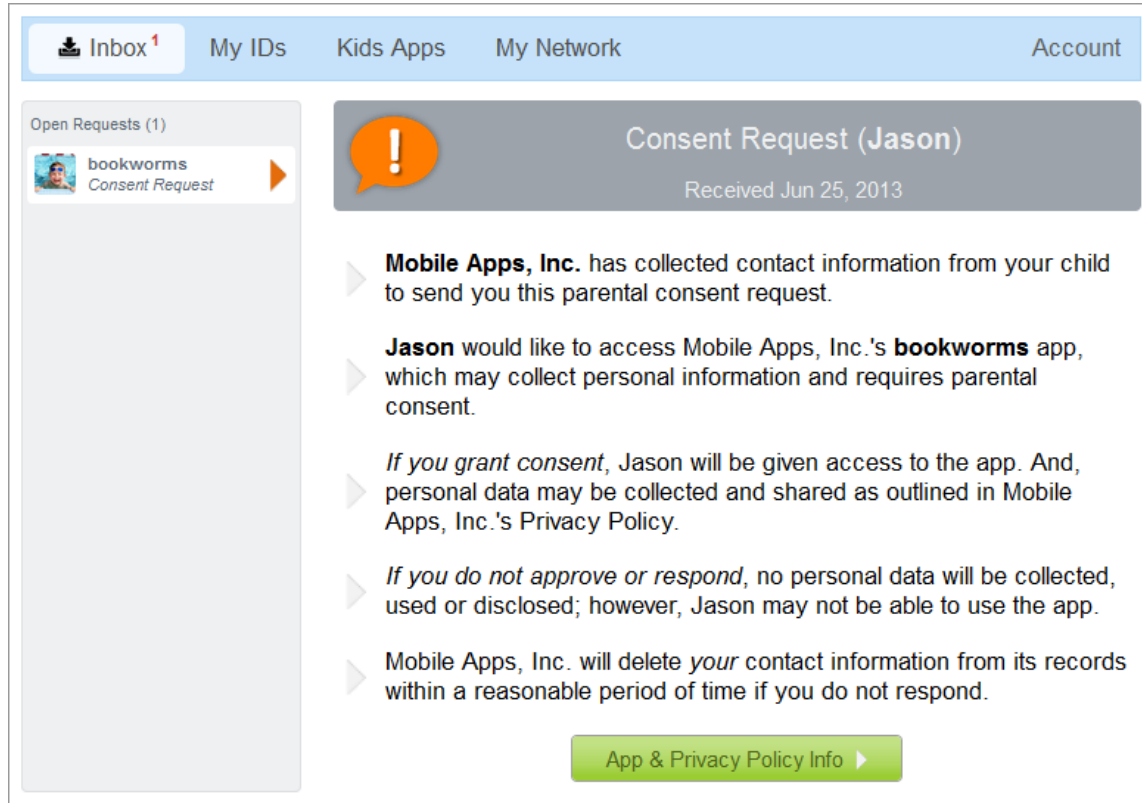 Inbox 1 My IDs Kids Apps My Network Account
Open Requests (1)
bookworms
Consent Request
!
Consent Request (Jason)
Received Jun 25, 2013
Mobile Apps, Inc. has collected contact information from your child
to send you this parental consent request.
Jason would like to access Mobile Apps, Inc.'s bookworms app,
which may collect personal information and requires parental
consent.
If you grant consent, Jason will be given access to the app. And,
personal data may be collected and shared as outlined in Mobile
Apps, Inc.'s Privacy Policy.
If you do not approve or respond, no personal data will be collected,
used or disclosed; however, Jason may not be able to use the app.
Mobile Apps, Inc. will delete your contact information from its records
within a reasonable period of time if you do not respond.
App & Privacy Policy Info